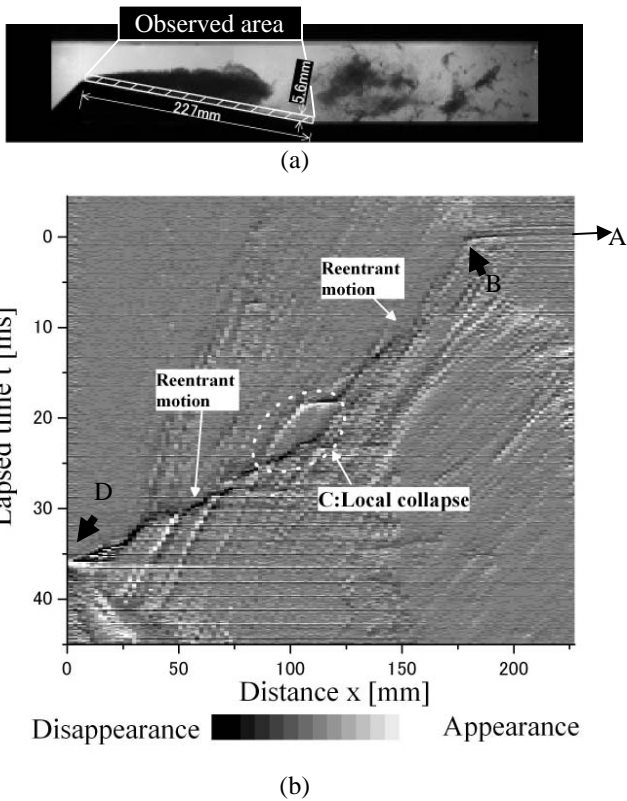 Observed area
5.6mm
227mm
(a)
0
A
Reentrant
motion
B
10
Reentrant
motion
20
D
C:Local collapse
30
40
Lapsed time t [ms]
0
50
100
150
200
Distance x [mm]
Disappearance
Appearance
(b)